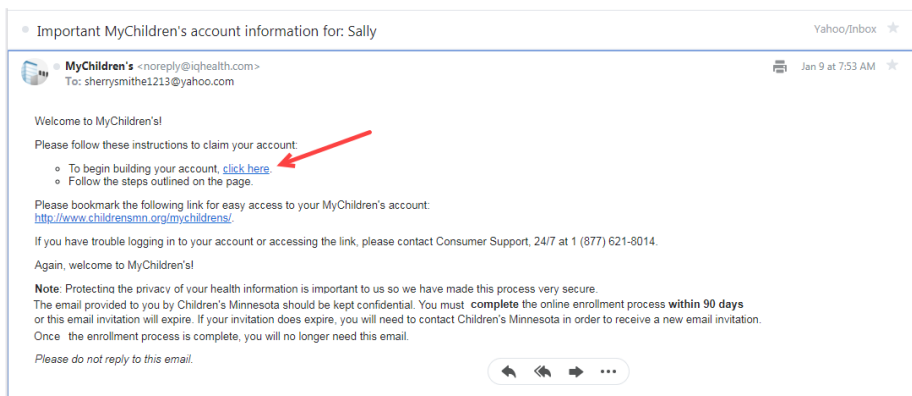 Important MyChildren's account information for: Sally
Yahoo/Inbox
MyChildren's <noreply@iqhealth.com>
Jan 9 at 7:53 AM
To: sherrysmithe1213@yahoo.com
Welcome to MyChildren's!
Please follow these instructions to claim your account:
To begin building your account, click here.
Follow the steps outlined on the page.
Please bookmark the following link for easy access to your MyChildren's account:
http://www.childrensmn.org/mychildrens/.
If you have trouble logging in to your account or accessing the link, please contact Consumer Support, 24/7 at 1 (877) 621-8014.
Again, welcome to MyChildren's!
Note: Protecting the privacy of your health information is important to us so we have made this process very secure.
The email provided to you by Children's Minnesota should be kept confidential. You must complete the online enrollment process within 90 days
or this email invitation will expire. If your invitation does expire, you will need to contact Children's Minnesota in order to receive a new email invitation.
Once the enrollment process is complete, you will no longer need this email.
Please do not reply to this email.